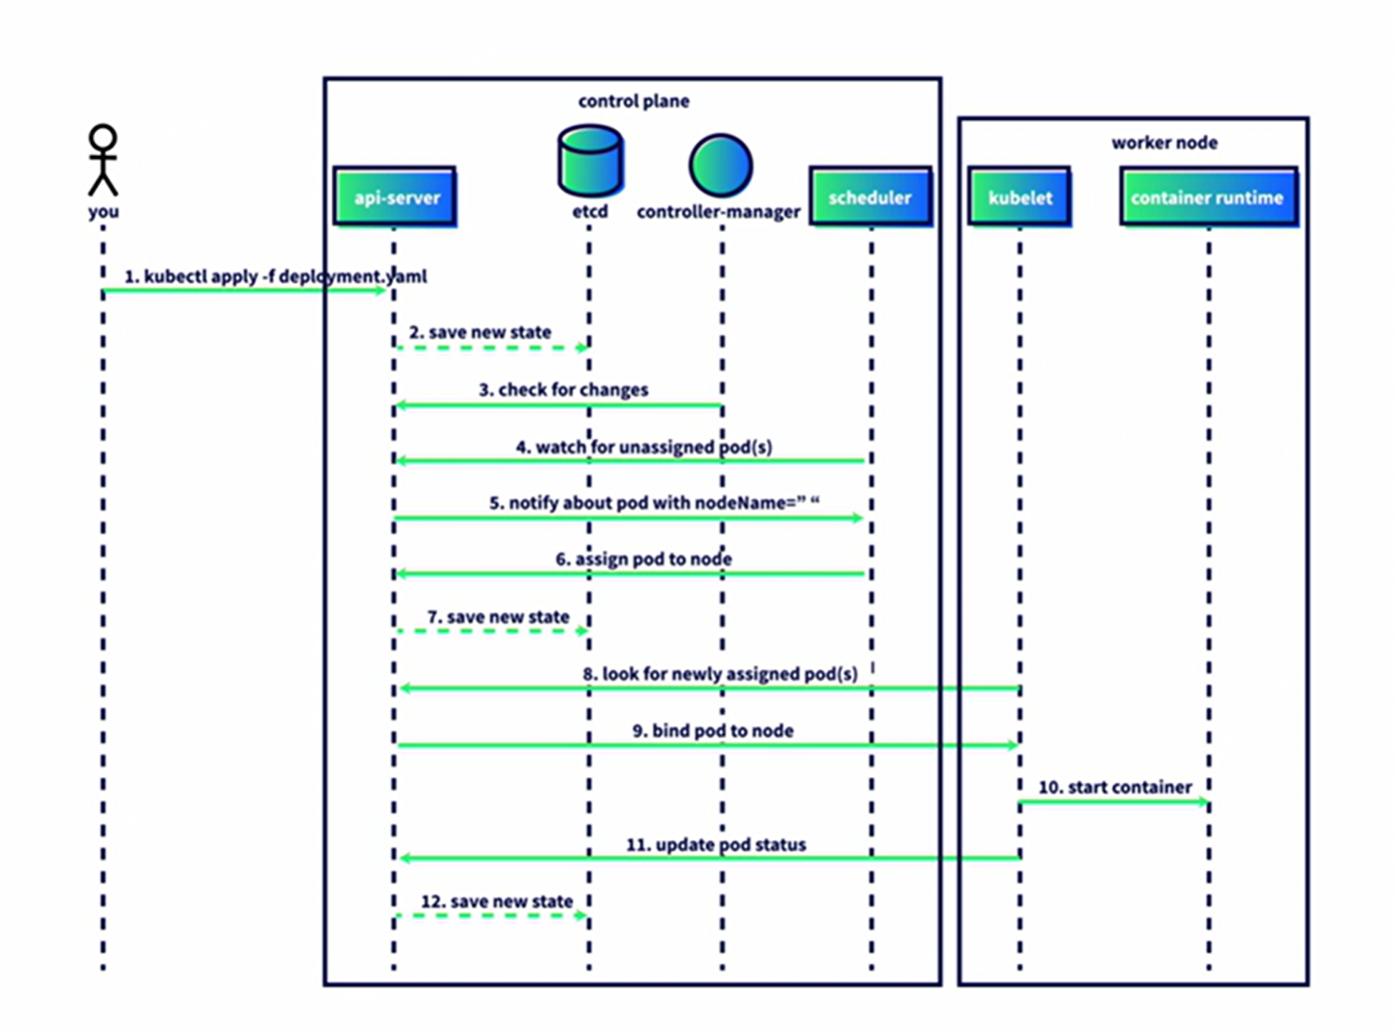 control plane
worker node
you
api-server
etcd
controller-manager
scheduler
kubelet
container runtime
1. kubectl apply -f deployment.yaml
2. save new state
3. check for changes
4. watch for unassigned pod(s)
5. notify about pod with nodeName=” “
6. assign pod to node
7. save new state
8. look for newly assigned pod(s)
9. bind pod to node
10. start container
11. update pod status
12. save new state